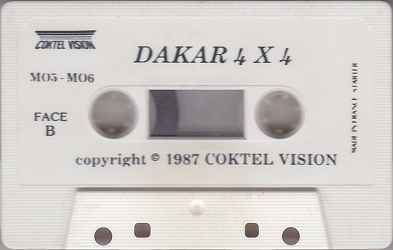 COKTEL VISION
DAKAR 4 X 4
MO5 - MO6
FACE
B
MADE IN FRANCE STARTER
copyright © 1987 COKTEL VISION